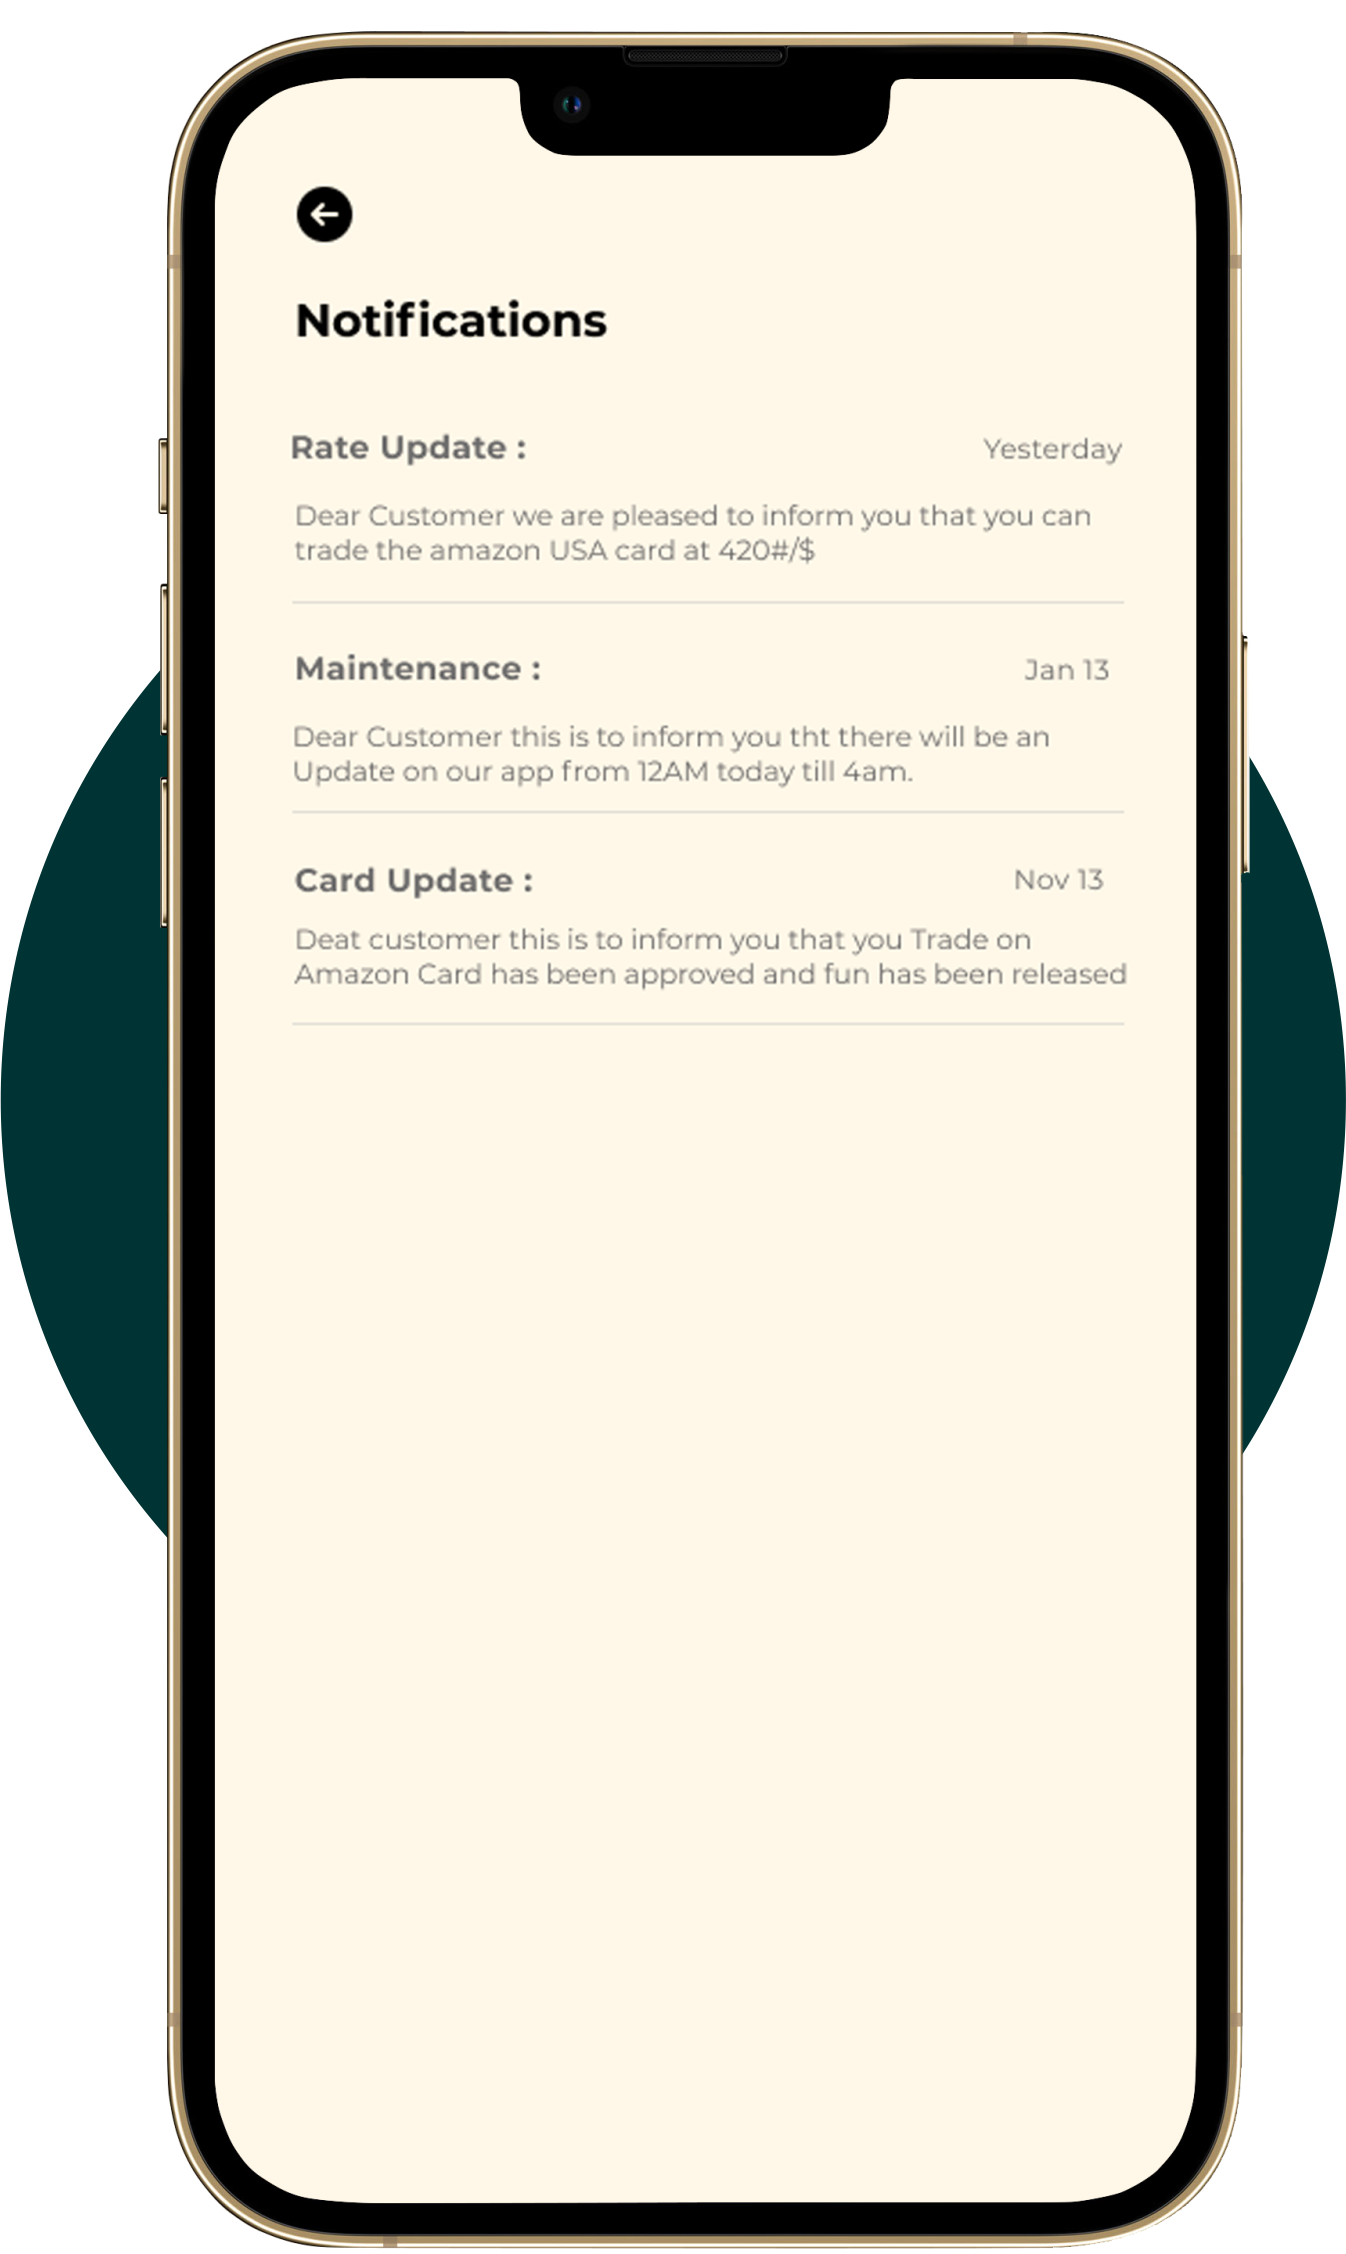 Notifications
Rate Update :
Yesterday
Dear Customer we are pleased to inform you that you can
trade the amazon USA card at 420#/$
Maintenance :
Jan 13
Dear Customer this is to inform you tht there will be an
Update on our app from 12AM today till 4am.
Card Update :
Nov 13
Deat customer this is to inform you that you Trade on
Amazon Card has been approved and fun has been released